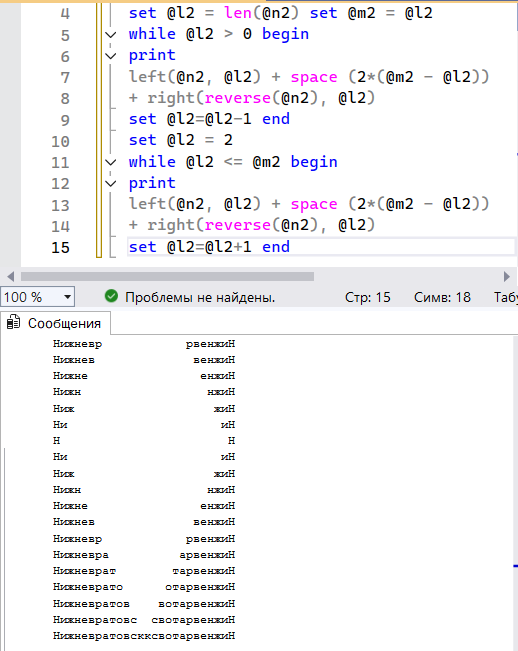 4 set @l2 = len(@n2) set @m2 = @l2
5 while @l2 > 0 begin
6 print
7 left(@n2, @l2) + space (2*(@m2 - @l2))
8 + right(reverse(@n2), @l2)
9 set @l2=@l2-1 end
10 set @l2 = 2
11 while @l2 <= @m2 begin
12 print
13 left(@n2, @l2) + space (2*(@m2 - @l2))
14 + right(reverse(@n2), @l2)
15 set @l2=@l2+1 end
100 % Проблемы не найдены. Стр: 15 Симв: 18 Табу
Сообщения
Нижневр            рвенжиН
Нижнев              венжиН
Нижне                енжиН
Нижн                  нжиН
Ниж                    жиН
Ни                      иН
Н                        Н
Ни                      иН
Ниж                    жиН
Нижн                  нжиН
Нижне                енжиН
Нижнев              венжиН
Нижневр            рвенжиН
Нижневра          арвенжиН
Нижневрат        тарвенжиН
Нижневрато      отарвенжиН
Нижневратов    вотарвенжиН
Нижневратовс  свотарвенжиН
НижневратовскксвотарвенжиН